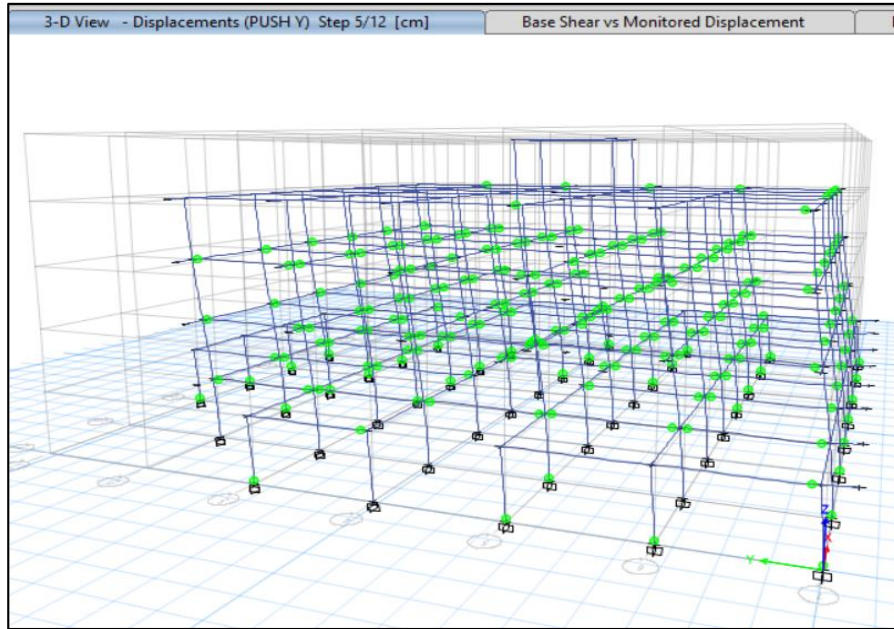 3-D View - Displacements (PUSH Y) Step 5/12 [cm]
Base Shear vs Monitored Displacement
Z
X
Y